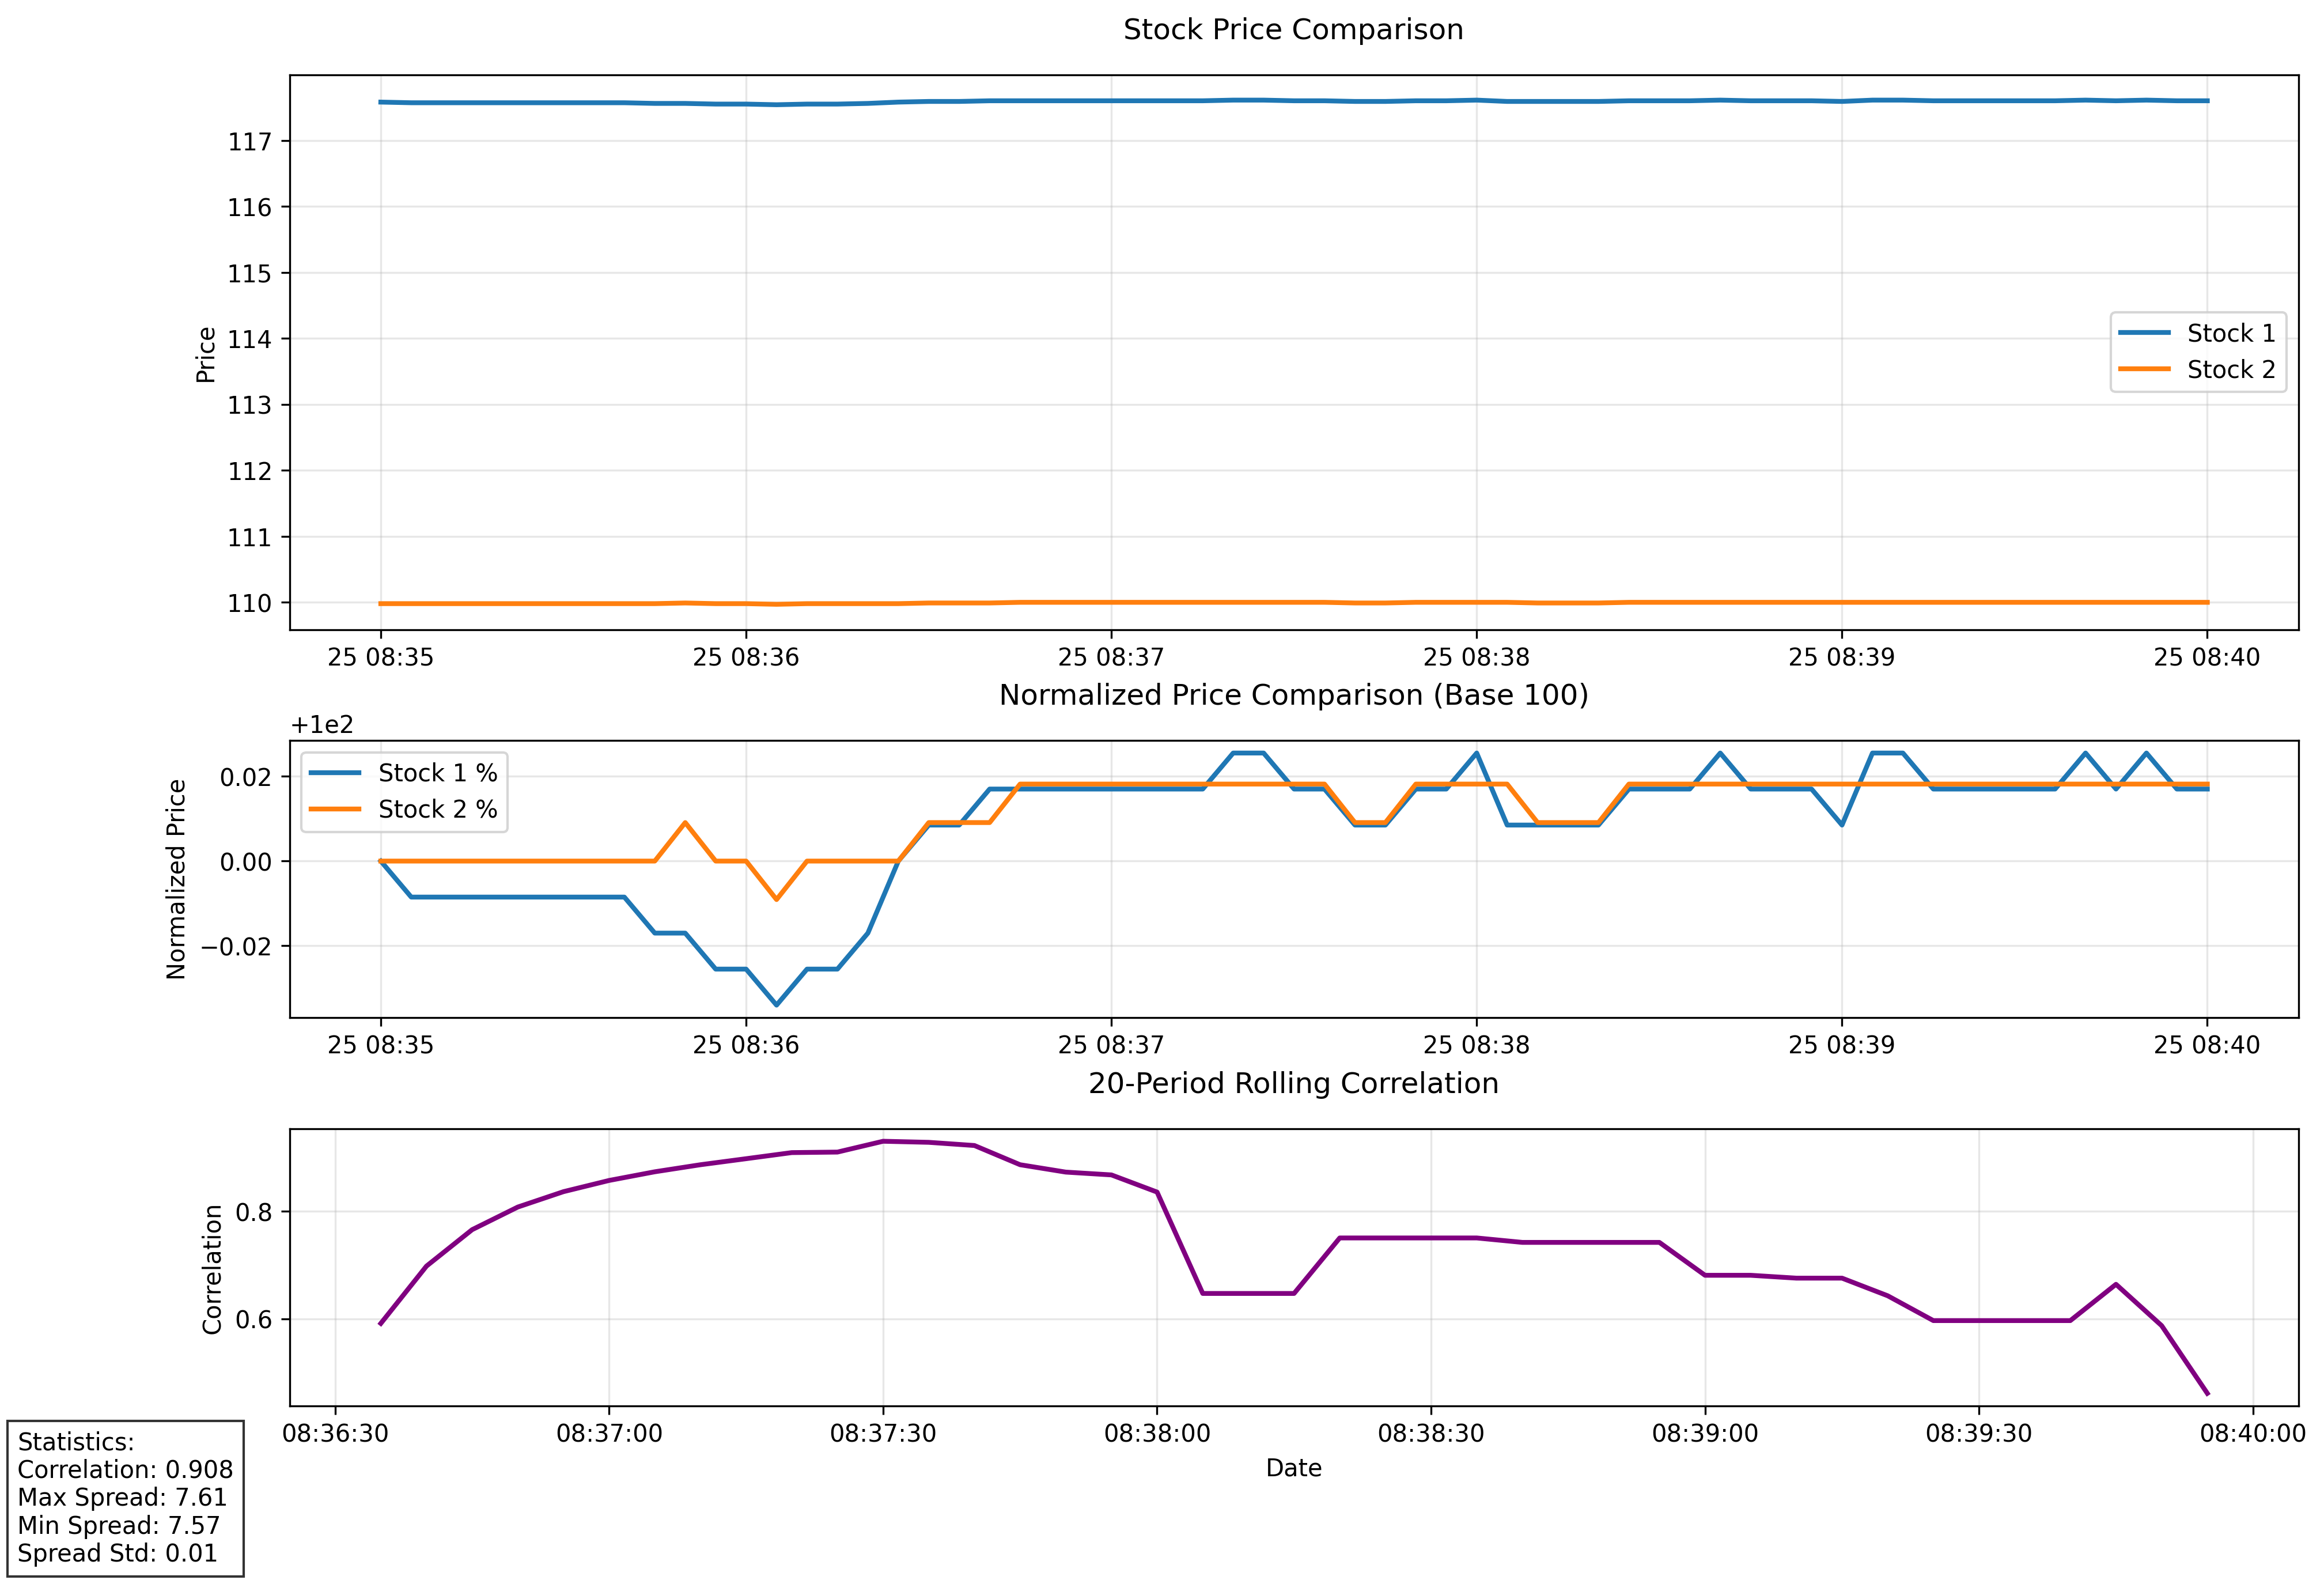 Stock Price Comparison
Price
117
116
115
114
113
112
111
110
Stock 1
Stock 2
25 08:35 25 08:36 25 08:37 25 08:38 25 08:39 25 08:40
Normalized Price Comparison (Base 100)
+1e2
Normalized Price
0.02
0.00
−0.02
Stock 1 %
Stock 2 %
25 08:35 25 08:36 25 08:37 25 08:38 25 08:39 25 08:40
20-Period Rolling Correlation
Correlation
0.8
0.6
08:36:30 08:37:00 08:37:30 08:38:00 08:38:30 08:39:00 08:39:30 08:40:00
Date
Statistics:
Correlation: 0.908
Max Spread: 7.61
Min Spread: 7.57
Spread Std: 0.01